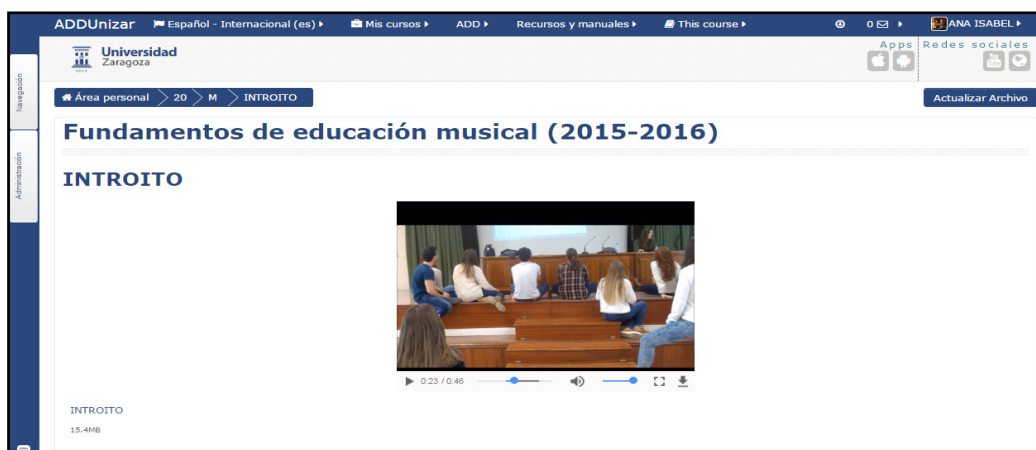 ADDUnizar Español - Internacional (es) Mis cursos ADD Recursos y manuales This course 0 ANA ISABEL
Universidad
Zaragoza
Apps Redes sociales
Navegación
Administración
Área personal 20 M INTROITO Actualizar Archivo
Fundamentos de educación musical (2015-2016)
INTROITO
0:23 / 0:46
INTROITO
15.4MB